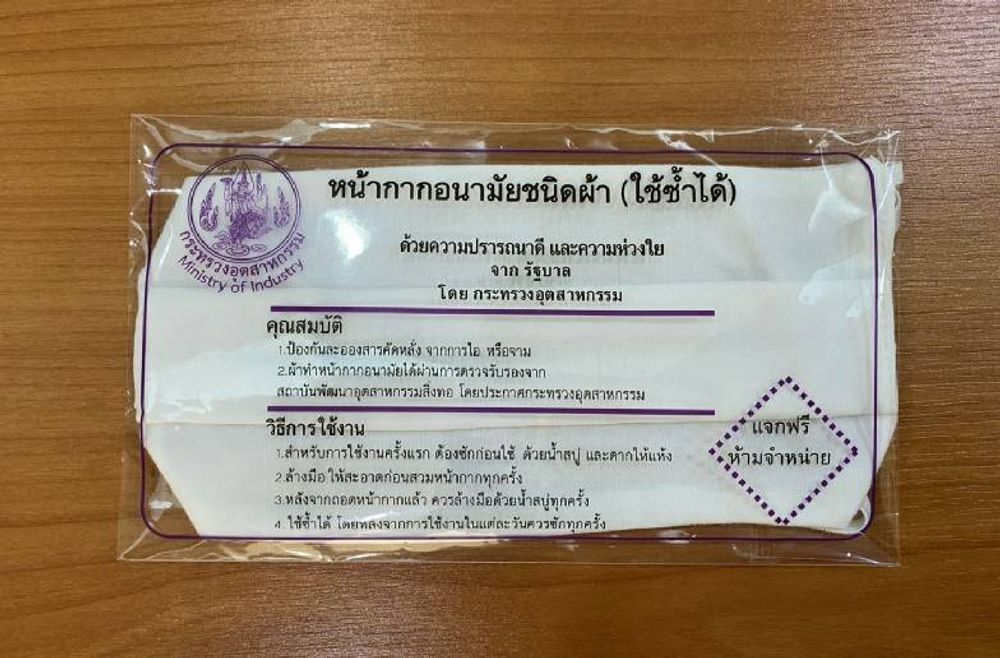 หน้ากากอนามัยชนิดผ้า (ใช้ซ้ำได้)
กระทรวงอุตสาหกรรม
Ministry of Industry
ด้วยความปรารถนาดี และความห่วงใย
จาก รัฐบาล
โดย กระทรวงอุตสาหกรรม
คุณสมบัติ
1.ป้องกันละอองสารคัดหลั่ง จากการไอ หรือจาม
2.ผ้าทำหน้ากากอนามัยได้ผ่านการตรวจรับรองจาก
สถาบันพัฒนาอุตสาหกรรมสิ่งทอ โดยประกาศกระทรวงอุตสาหกรรม
วิธีการใช้งาน
1.สำหรับการใช้งานครั้งแรก ต้องซักก่อนใช้ ด้วยน้ำสบู่ และตากให้แห้ง
2.ล้างมือ ให้สะอาดก่อนสวมหน้ากากทุกครั้ง
3.หลังจากถอดหน้ากากแล้ว ควรล้างมือด้วยน้ำสบู่ทุกครั้ง
4. ใช้ซ้ำได้ โดยหลังจากการใช้งานในแต่ละวันควรซักทุกครั้ง
แจกฟรี
ห้ามจำหน่าย